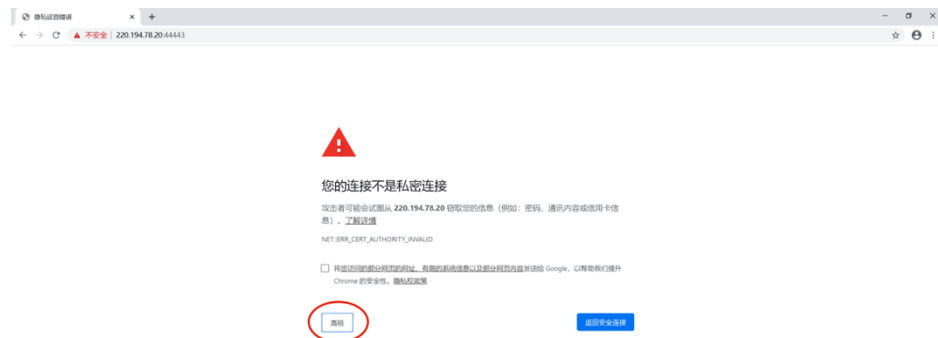 隐私设置错误
不安全 | 220.194.78.20:44443
您的连接不是私密连接
攻击者可能会试图从 220.194.78.20 窃取您的信息（例如：密码、通讯内容或信用卡信
息）。了解详情
NET::ERR_CERT_AUTHORITY_INVALID
将您访问的部分网页的网址、有限的系统信息以及部分网页内容发送给 Google，以帮助我们提升
Chrome 的安全性。隐私权政策
高级
返回安全连接